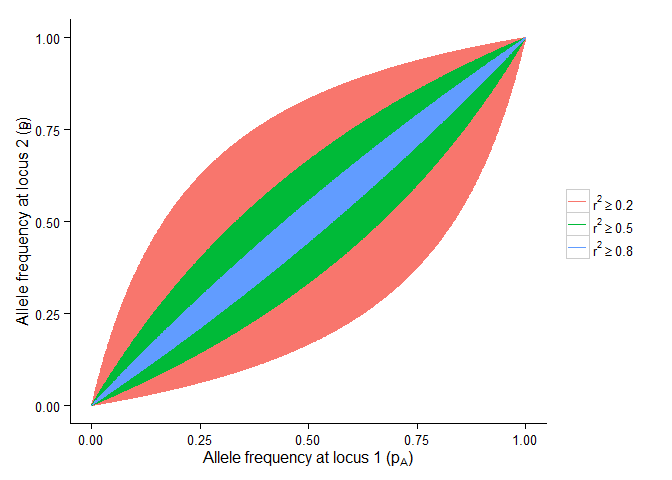 1.00
0.75
0.50
0.25
0.00
Allele frequency at locus 2 (pB)
0.00 0.25 0.50 0.75 1.00
Allele frequency at locus 1 (pA)
r² ≥ 0.2
r² ≥ 0.5
r² ≥ 0.8